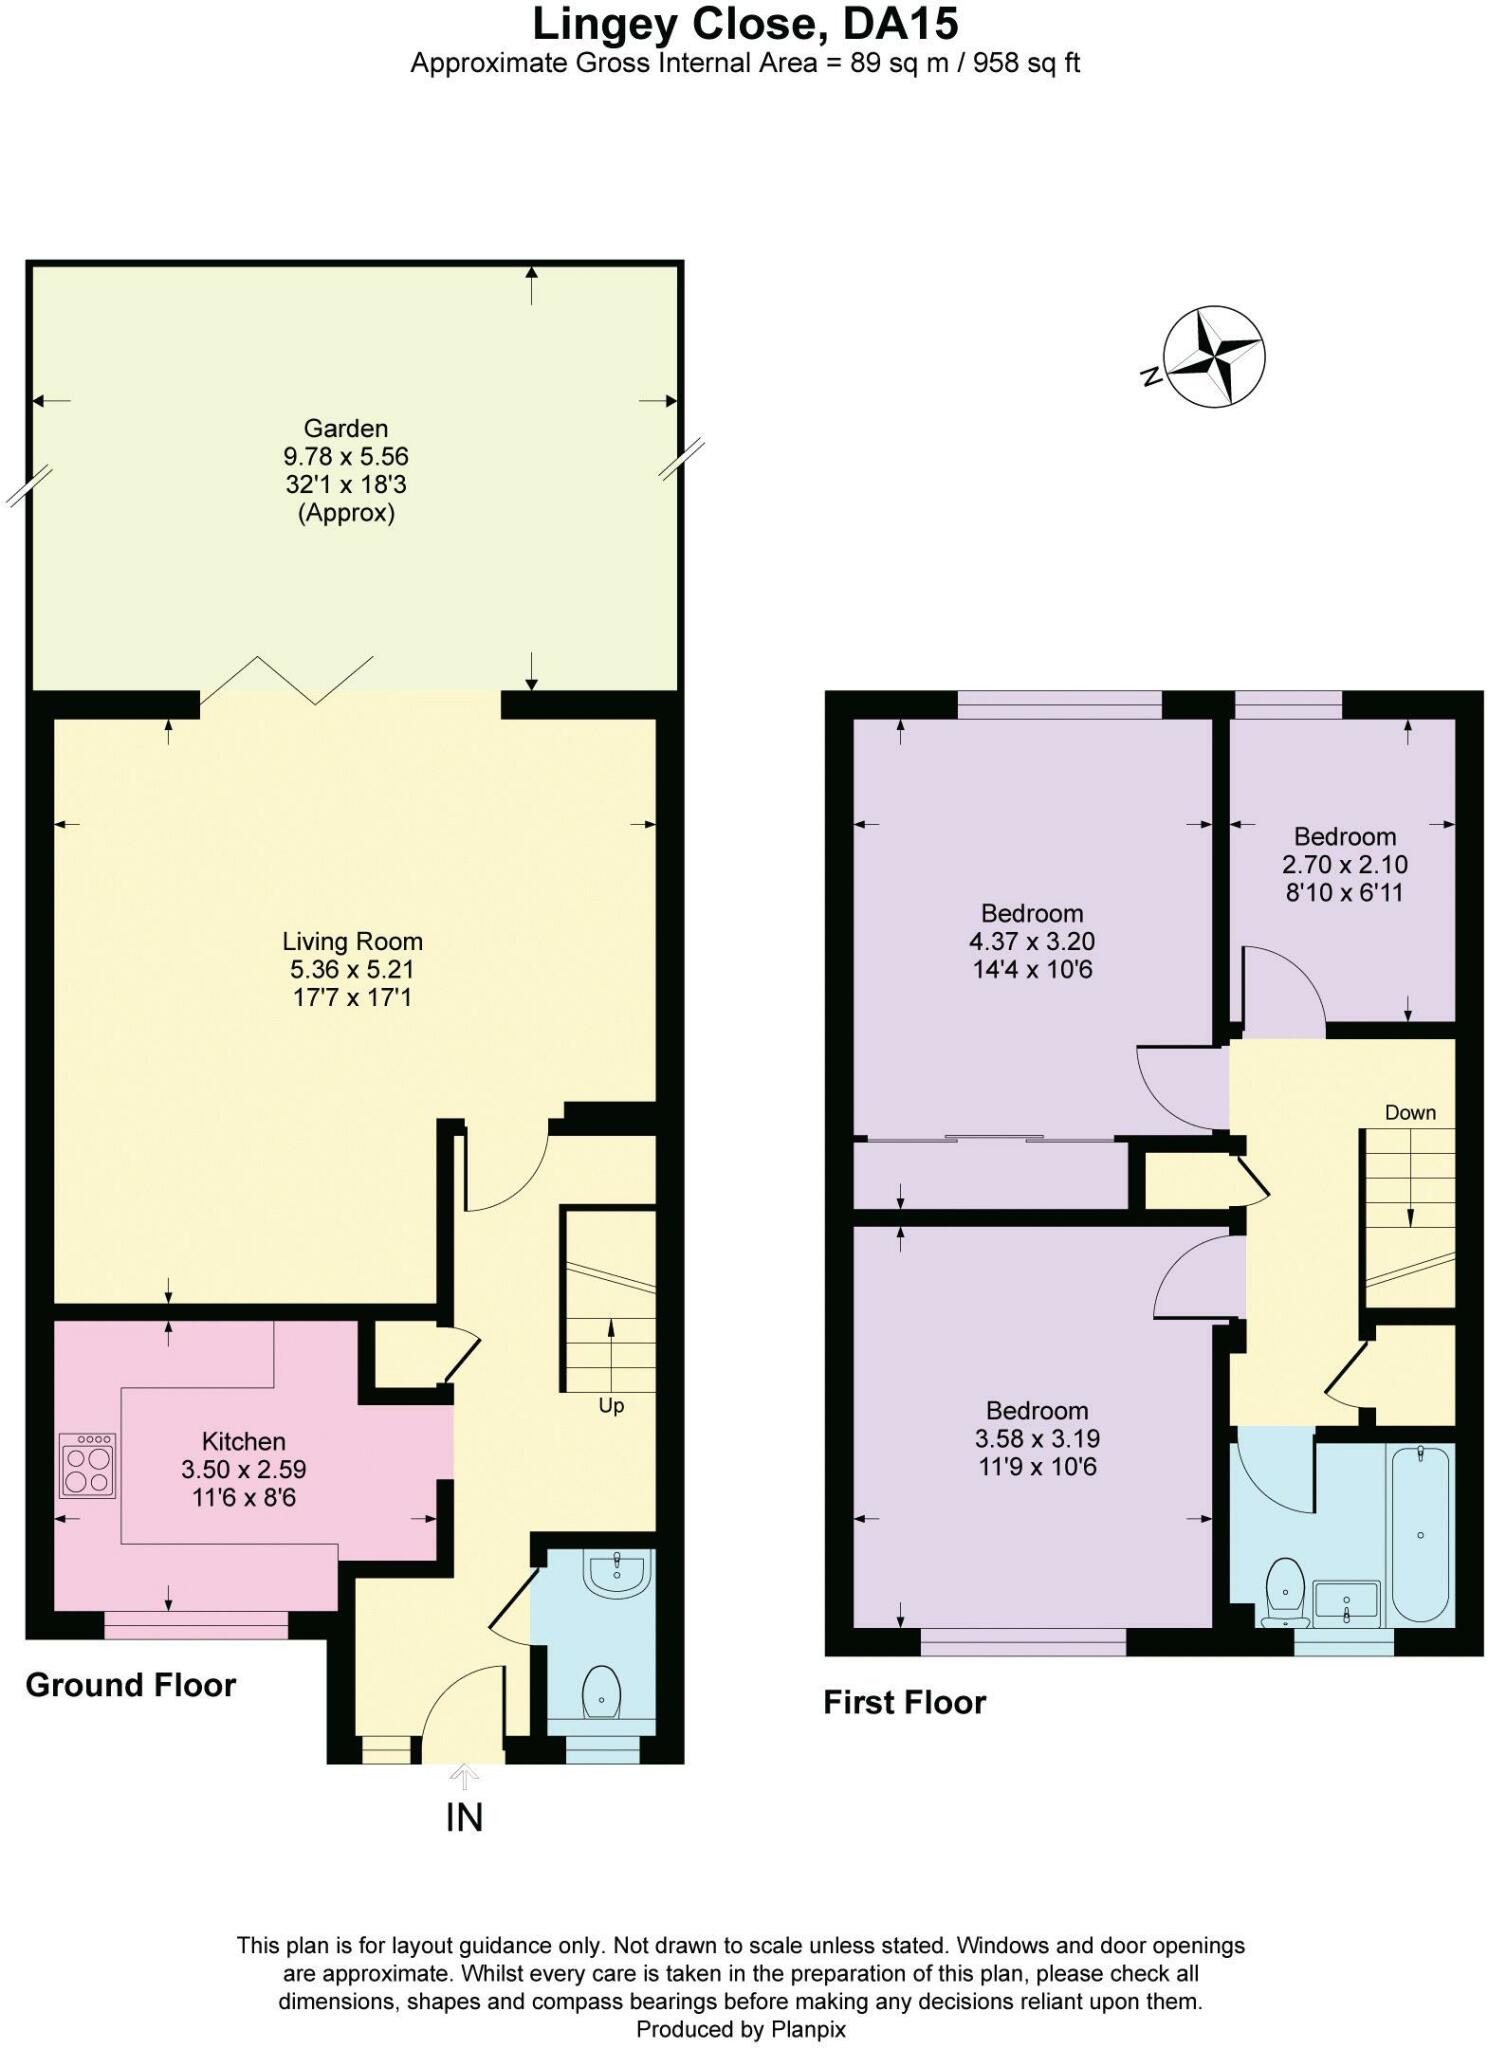 Lingey Close, DA15
Approximate Gross Internal Area = 89 sq m / 958 sq ft
N
Garden
9.78 x 5.56
32'1 x 18'3
(Approx)
Living Room
5.36 x 5.21
17'7 x 17'1
Kitchen
3.50 x 2.59
11'6 x 8'6
Up
IN
Ground Floor
Bedroom
4.37 x 3.20
14'4 x 10'6
Bedroom
2.70 x 2.10
8'10 x 6'11
Down
Bedroom
3.58 x 3.19
11'9 x 10'6
First Floor
This plan is for layout guidance only. Not drawn to scale unless stated. Windows and door openings
are approximate. Whilst every care is taken in the preparation of this plan, please check all
dimensions, shapes and compass bearings before making any decisions reliant upon them.
Produced by Planpix